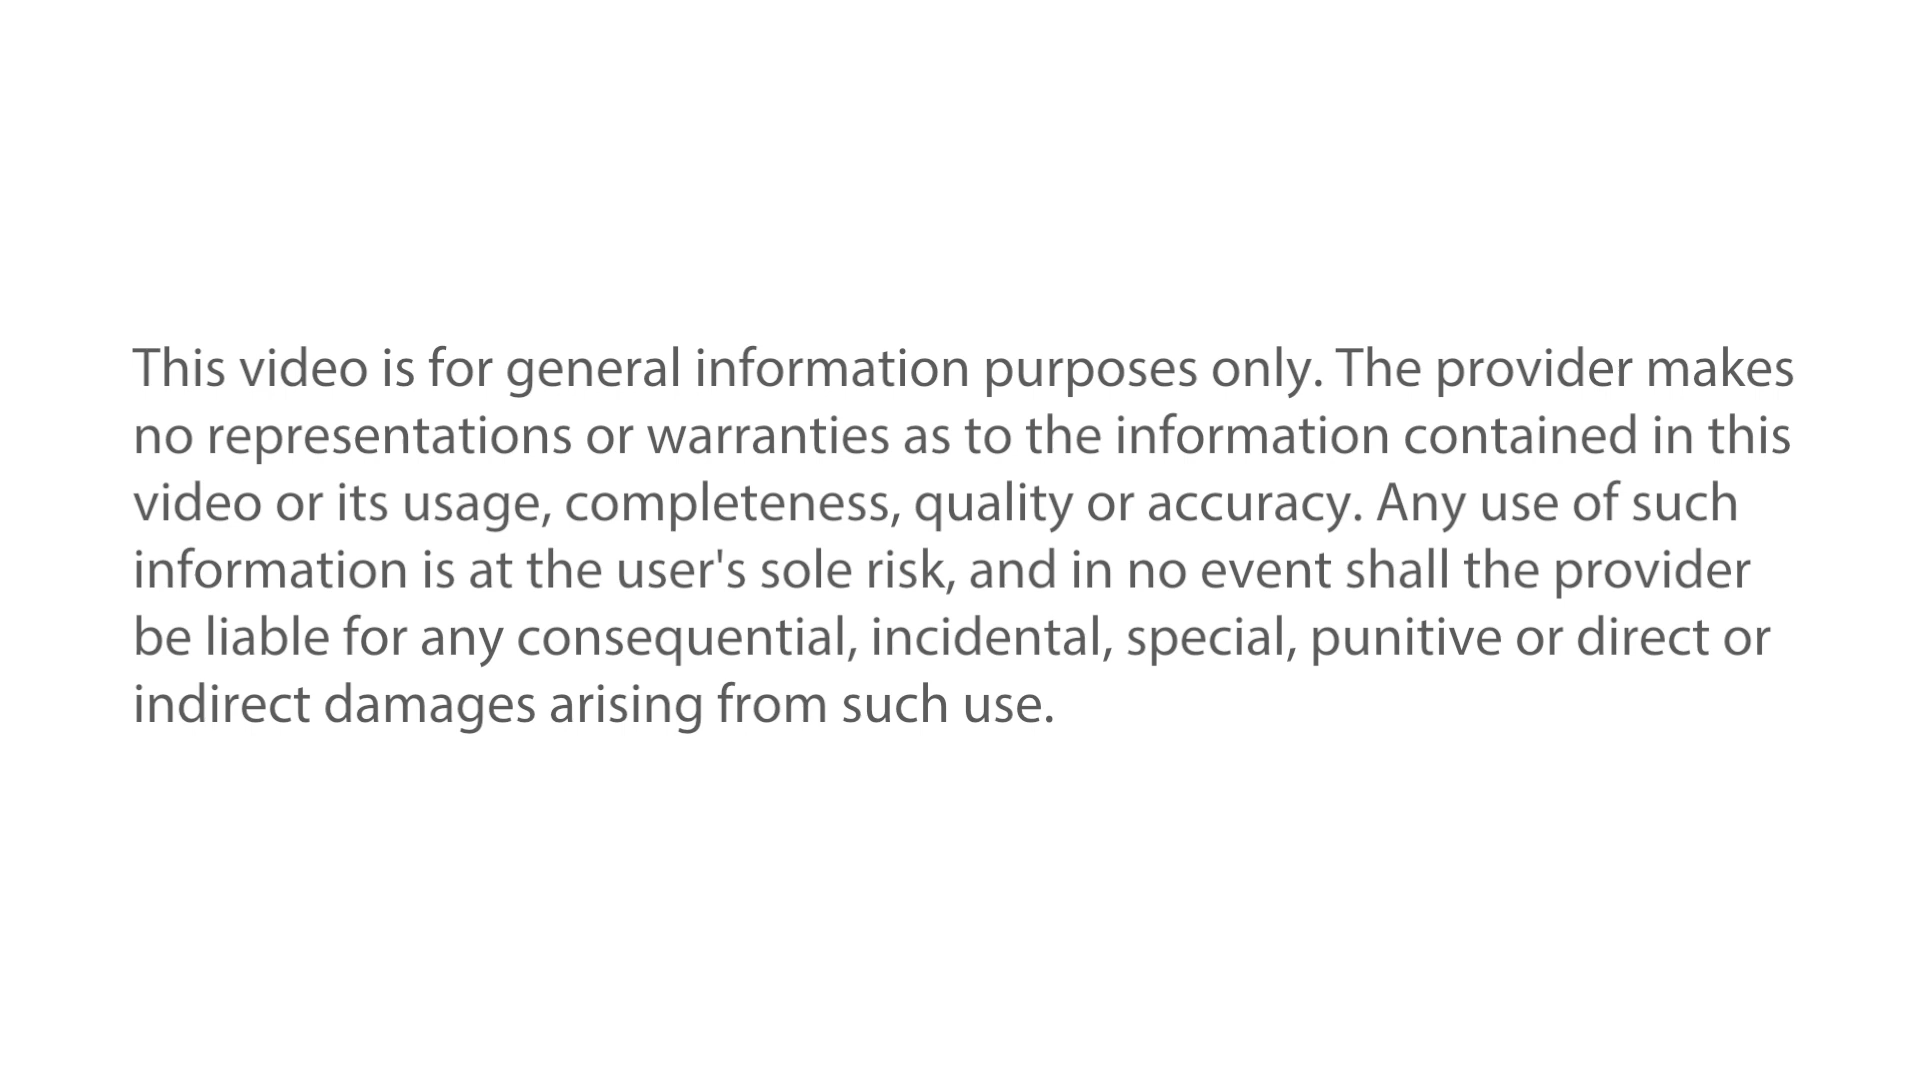 This video is for general information purposes only. The provider makes
no representations or warranties as to the information contained in this
video or its usage, completeness, quality or accuracy. Any use of such
information is at the user's sole risk, and in no event shall the provider
be liable for any consequential, incidental, special, punitive or direct or
indirect damages arising from such use.